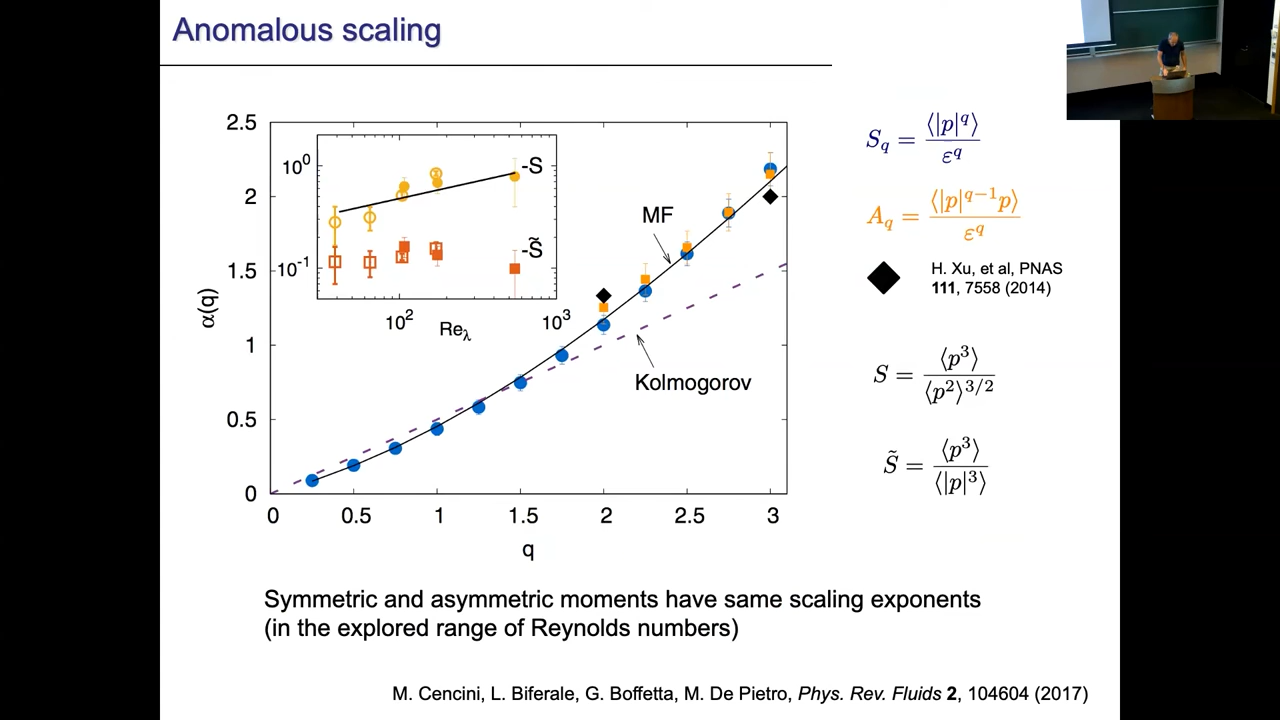 Anomalous scaling
2.5
2
1.5
1
0.5
0
α(q)
0 0.5 1 1.5 2 2.5 3
q
10⁰
10⁻¹
10² 10³
Re_λ
-S
-S̃
MF
Kolmogorov
S_q = ⟨|p|^q⟩ / ε^q
A_q = ⟨|p|^{q−1} p⟩ / ε^q
H. Xu, et al, PNAS
111, 7558 (2014)
S = ⟨p³⟩ / ⟨p²⟩^{3/2}
S̃ = ⟨p³⟩ / ⟨|p|³⟩
Symmetric and asymmetric moments have same scaling exponents
(in the explored range of Reynolds numbers)
M. Cencini, L. Biferale, G. Boffetta, M. De Pietro, Phys. Rev. Fluids 2, 104604 (2017)